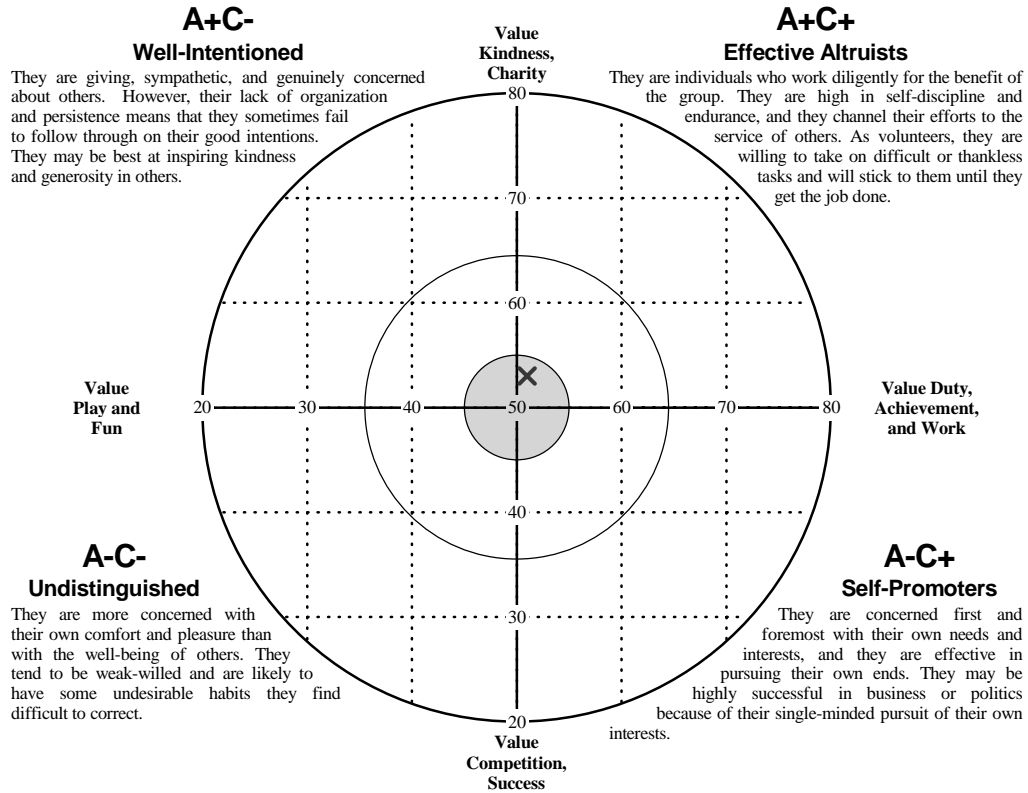 A+C-
Well-Intentioned
They are giving, sympathetic, and genuinely concerned
about others. However, their lack of organization
and persistence means that they sometimes fail
to follow through on their good intentions.
They may be best at inspiring kindness
and generosity in others.
Value
Kindness,
Charity
A+C+
Effective Altruists
They are individuals who work diligently for the benefit of
the group. They are high in self-discipline and
endurance, and they channel their efforts to the
service of others. As volunteers, they are
willing to take on difficult or thankless
tasks and will stick to them until they
get the job done.
80
70
60
Value
Play and
Fun
20 30 40 50 60 70 80
Value Duty,
Achievement,
and Work
40
30
20
A-C-
Undistinguished
They are more concerned with
their own comfort and pleasure than
with the well-being of others. They
tend to be weak-willed and are likely to
have some undesirable habits they find
difficult to correct.
A-C+
Self-Promoters
They are concerned first and
foremost with their own needs and
interests, and they are effective in
pursuing their own ends. They may be
highly successful in business or politics
because of their single-minded pursuit of their own
interests.
Value
Competition,
Success